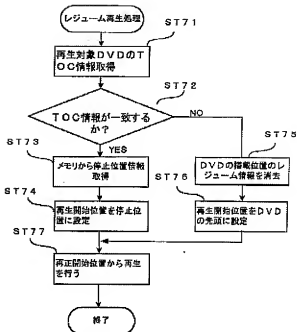 レジューム再生処理
ST71
再生対象DVDのT
OC情報取得
ST72
TOC情報が一致する
か？
NO
YES
ST73
メモリから停止位置情報
取得
ST75
DVDの搭載位置のレ
ジューム情報を消去
ST74
再生開始位置を停止位
置に設定
ST76
再生開始位置をDVD
の先頭に設定
ST77
再正開始位置から再生
を行う
終了